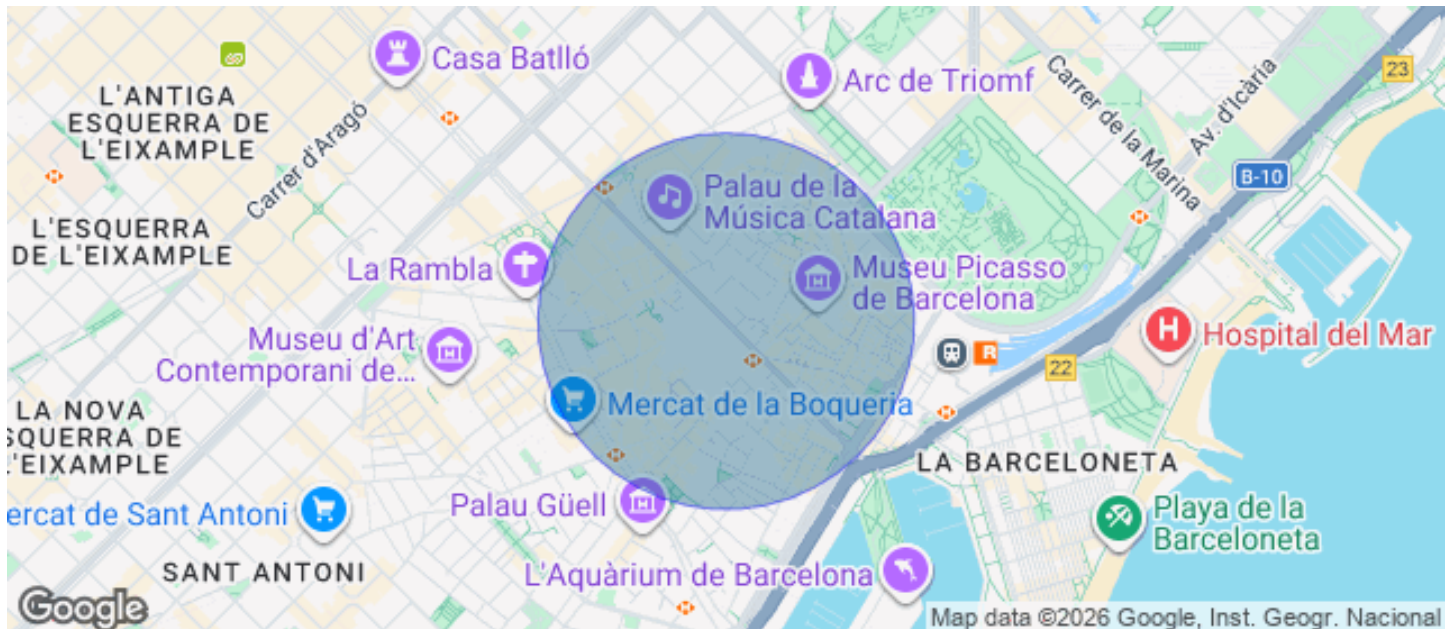 Casa Batlló
Arc de Triomf
L'ANTIGA
ESQUERRA DE
L'EIXAMPLE
Carrer d'Aragó
Carrer de la Marina
Av. d'Icària
23
B-10
Palau de la
Música Catalana
L'ESQUERRA
DE L'EIXAMPLE
La Rambla
Museu Picasso
de Barcelona
Museu d'Art
Contemporani de...
R
H
Hospital del Mar
22
Mercat de la Boqueria
LA NOVA
SQUERRA DE
L'EIXAMPLE
LA BARCELONETA
Palau Güell
ercat de Sant Antoni
Playa de la
Barceloneta
SANT ANTONI
L'Aquàrium de Barcelona
Google
Map data ©2026 Google, Inst. Geogr. Nacional